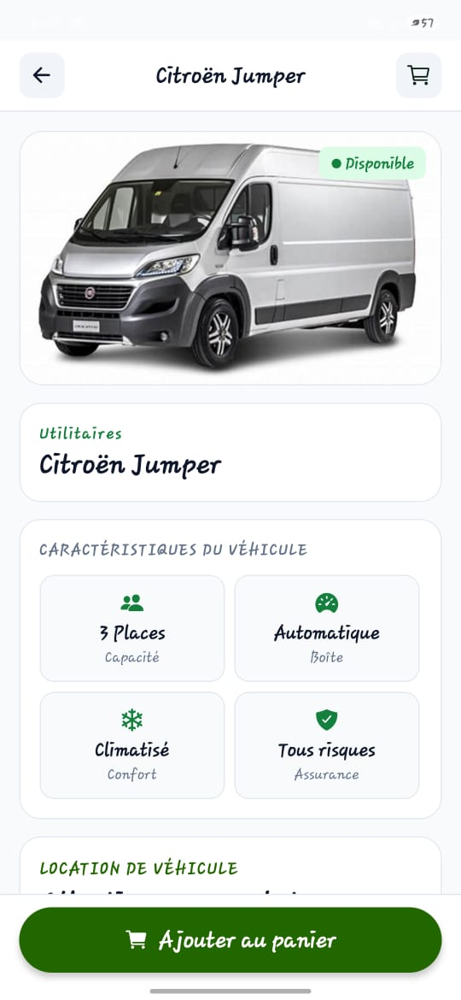 57
Citroën Jumper
Disponible
Utilitaires
Citroën Jumper
CARACTÉRISTIQUES DU VÉHICULE
3 Places
Capacité
Automatique
Boîte
Climatisé
Confort
Tous risques
Assurance
LOCATION DE VÉHICULE
Ajouter au panier